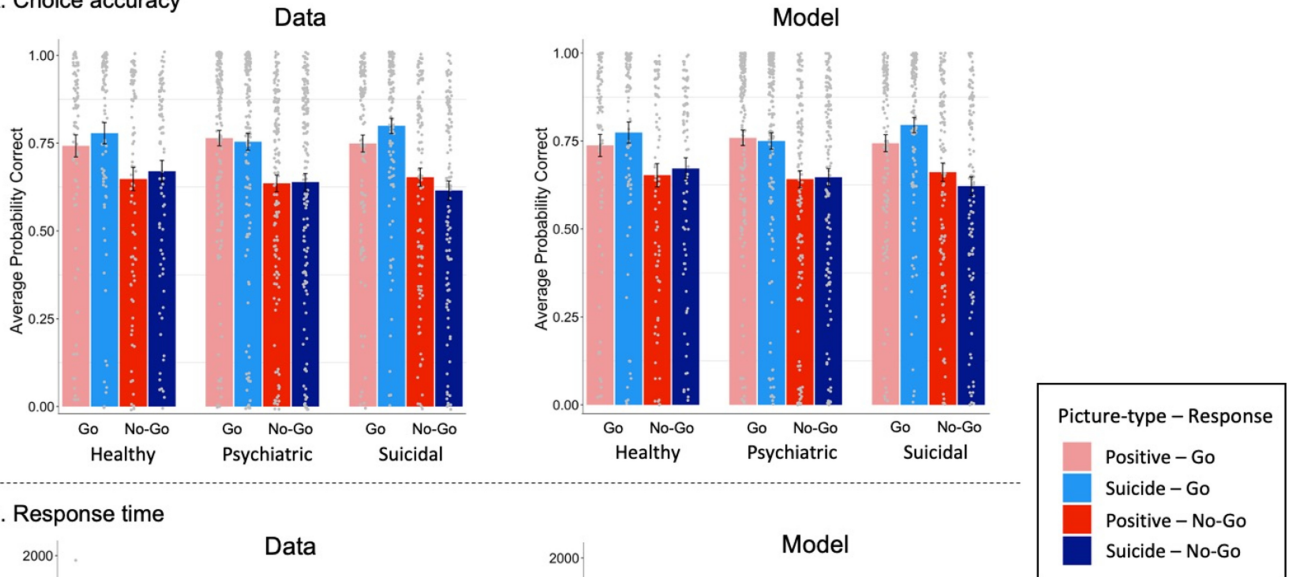 . Choice accuracy
Data
Model
Average Probability Correct
1.00
0.75
0.50
0.25
0.00
Go No-Go Go No-Go Go No-Go
Healthy Psychiatric Suicidal
Average Probability Correct
1.00
0.75
0.50
0.25
0.00
Go No-Go Go No-Go Go No-Go
Healthy Psychiatric Suicidal
Picture-type – Response
Positive – Go
Suicide – Go
Positive – No-Go
Suicide – No-Go
. Response time
Data
Model
2000
2000